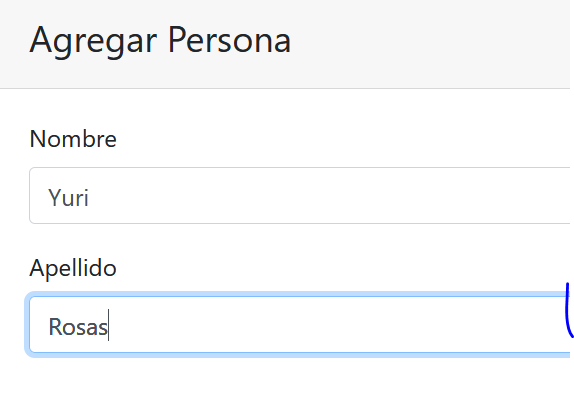 Agregar Persona
Nombre
Yuri
Apellido
Rosas